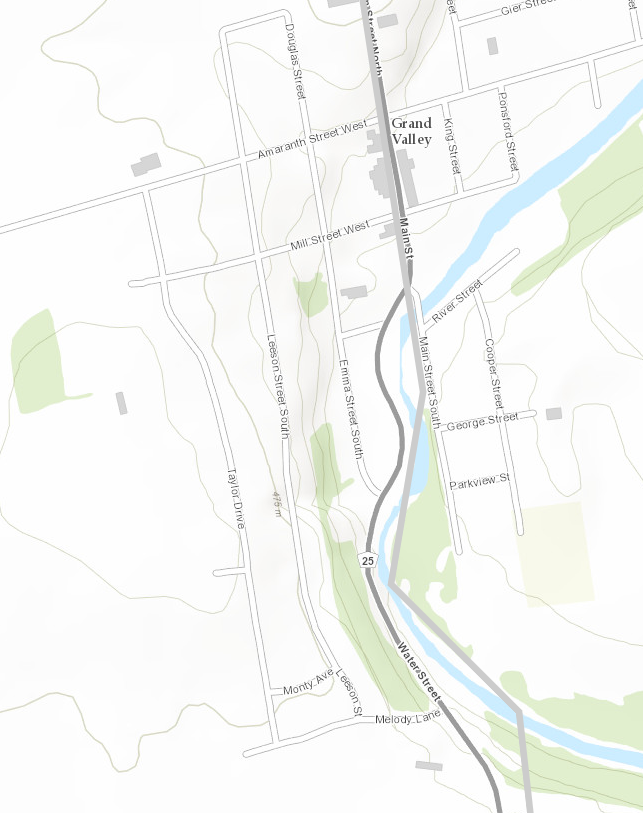 Gier Street
Street North
Douglas Street
Ponsford Street
King Street
Grand
Valley
Amaranth Street West
Mill Street West
Main St
River Street
Leeson Street South
Emma Street South
Main Street South
Cooper Street
George Street
Parkview St
Taylor Drive
475 m
25
Water Street
Monty Ave
Leeson St
Melody Lane